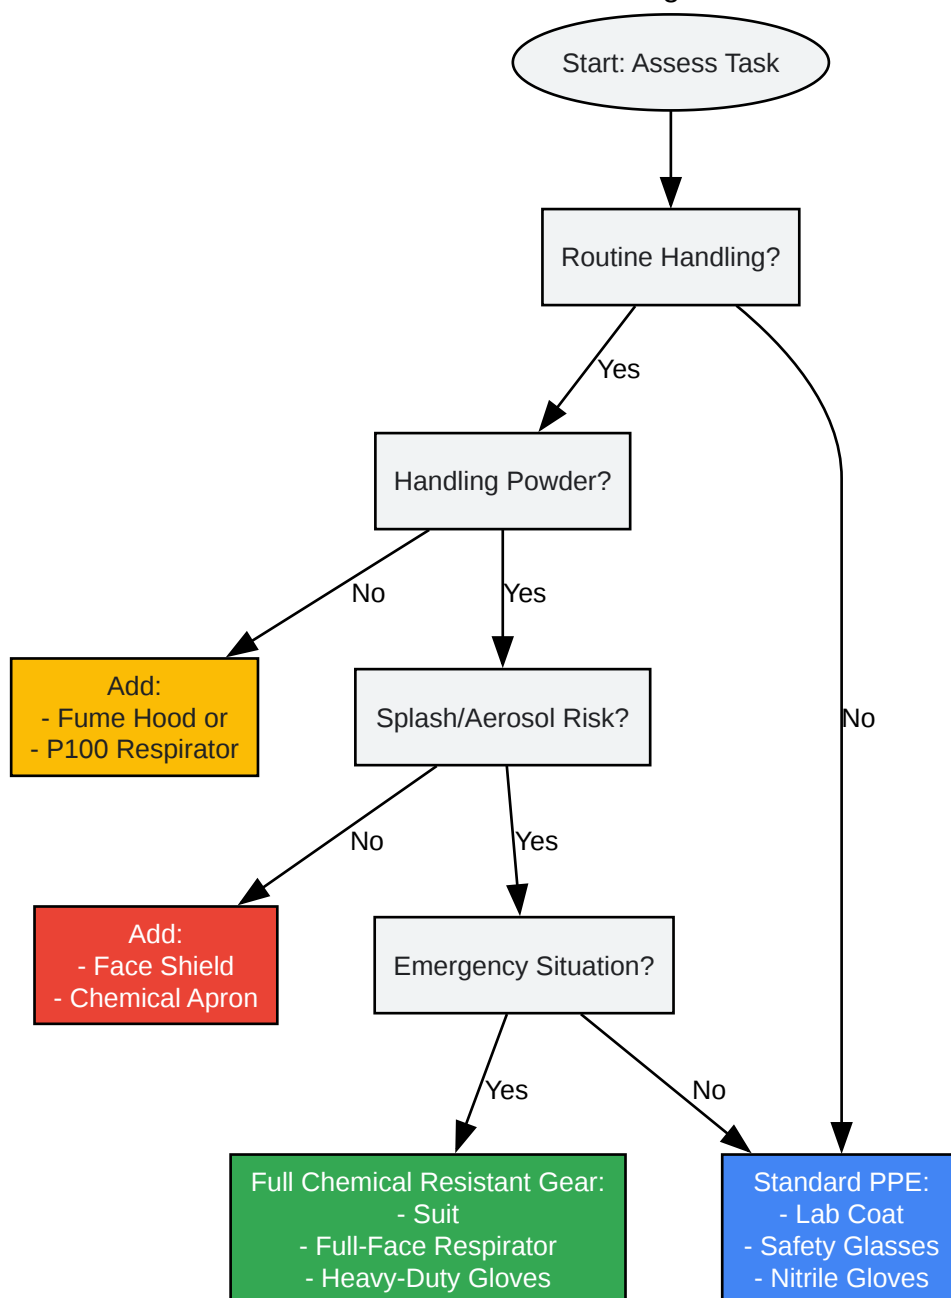 Start: Assess Task
Routine Handling?
Yes
Handling Powder?
No
Yes
Add:
- Fume Hood or
- P100 Respirator
Splash/Aerosol Risk?
No
No
Yes
Add:
- Face Shield
- Chemical Apron
Emergency Situation?
Yes
No
Full Chemical Resistant Gear:
- Suit
- Full-Face Respirator
- Heavy-Duty Gloves
Standard PPE:
- Lab Coat
- Safety Glasses
- Nitrile Gloves